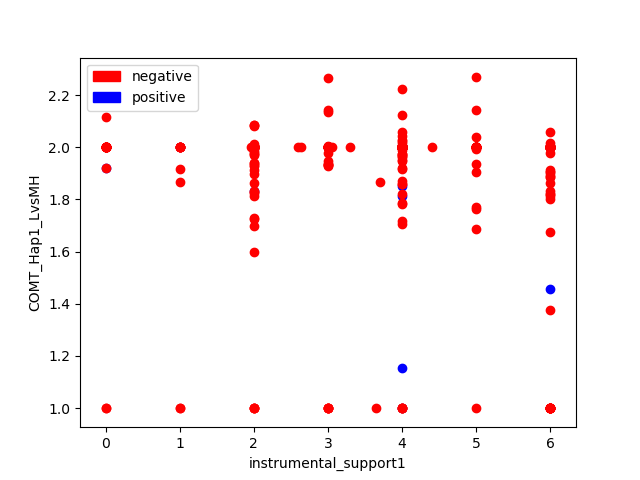 negative
positive
2.2
2.0
1.8
1.6
1.4
1.2
1.0
COMT_Hap1_LvsMH
0 1 2 3 4 5 6
instrumental_support1